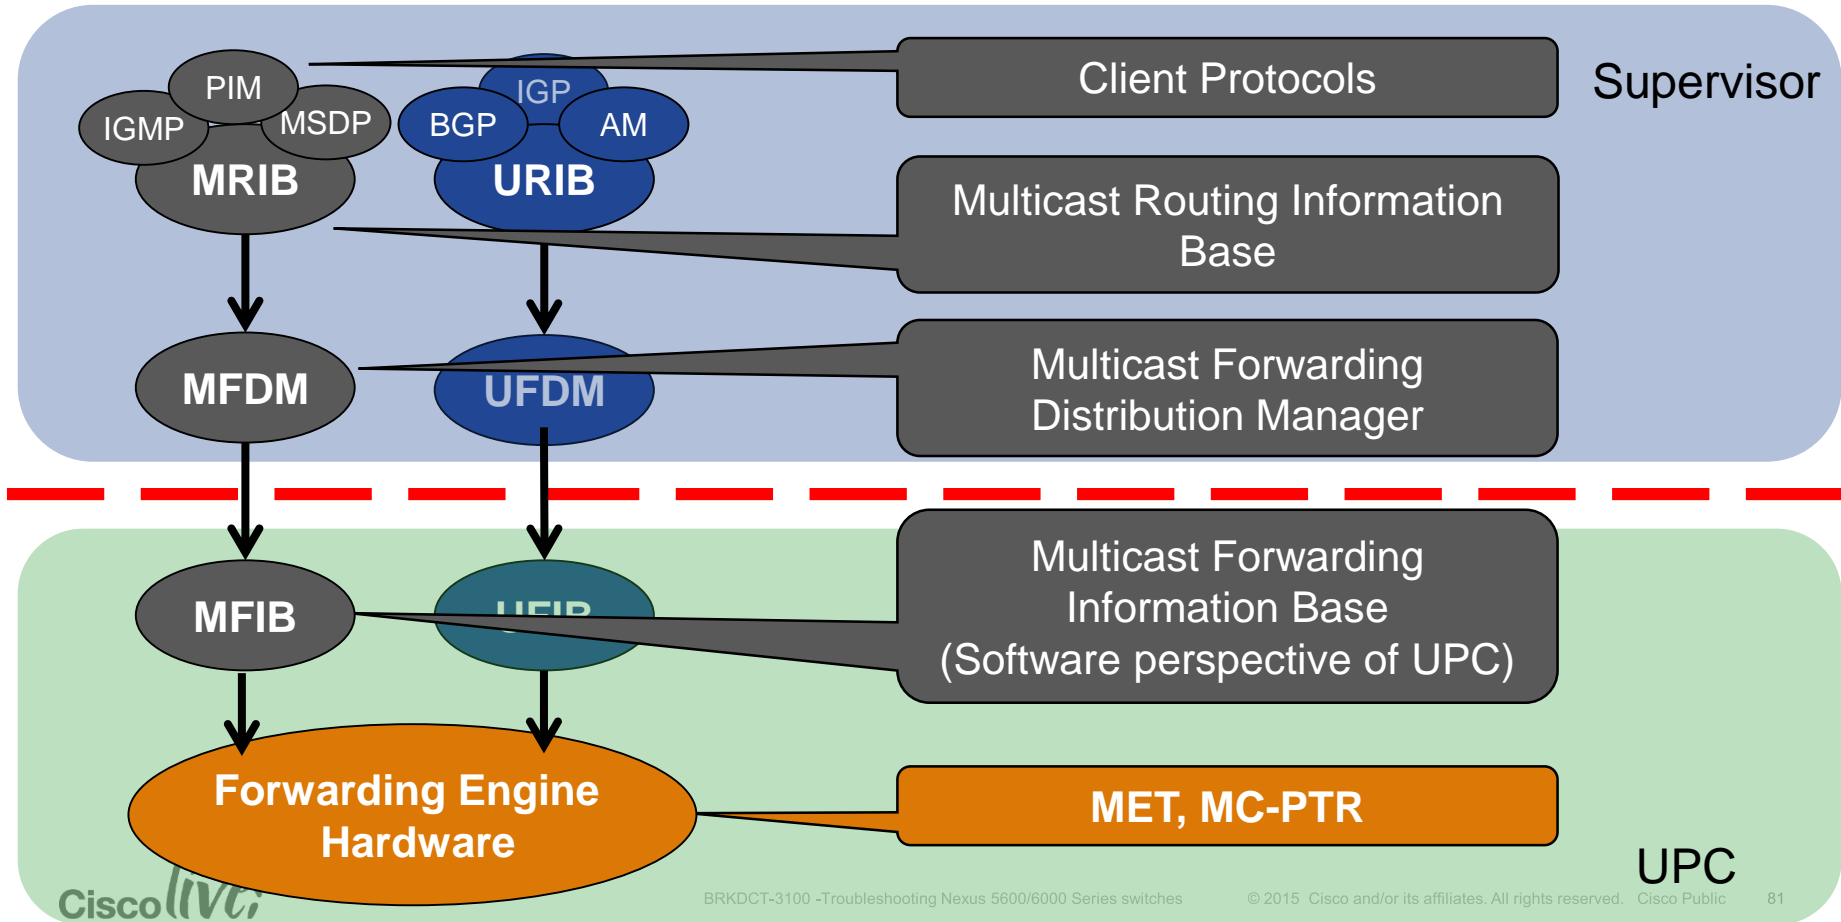 PIM
IGMP
MSDP
MRIB
IGP
BGP
AM
URIB
Client Protocols
Supervisor
Multicast Routing Information
Base
MFDM
UFDM
Multicast Forwarding
Distribution Manager
MFIB
UFIB
Multicast Forwarding
Information Base
(Software perspective of UPC)
Forwarding Engine
Hardware
MET, MC-PTR
UPC
Cisco live!
BRKDCT-3100 -Troubleshooting Nexus 5600/6000 Series switches
© 2015 Cisco and/or its affiliates. All rights reserved.
Cisco Public
81